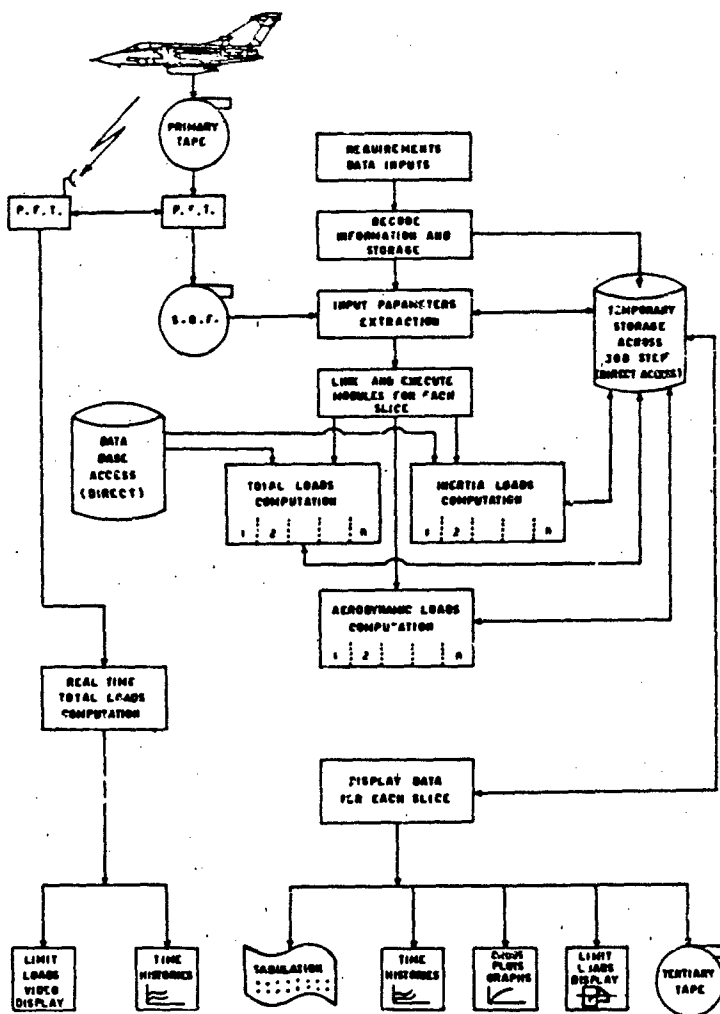 PRIMARY
TAPE
REQUIREMENTS
DATA INPUTS
P.F.T.
P.F.T.
DECODE
INFORMATION AND
STORAGE
S.O.F.
INPUT PARAMETERS
EXTRACTION
TEMPORARY
STORAGE
ACROSS
JOB STEP
(DIRECT ACCESS)
LINK AND EXECUTE
MODULES FOR EACH
SLICE
DATA
BASE
ACCESS
(DIRECT)
TOTAL LOADS
COMPUTATION
1 2 n
INERTIA LOADS
COMPUTATION
1 2 n
AERODYNAMIC LOADS
COMPUTATION
1 2 n
REAL TIME
TOTAL LOADS
COMPUTATION
DISPLAY DATA
PER EACH SLICE
LIMIT
LOADS
VIDEO
DISPLAY
TIME
HISTORIES
TABULATION
TIME
HISTORIES
CROSS
PLOTS
GRAPHS
LIMIT
LOADS
DISPLAY
TERTIARY
TAPE